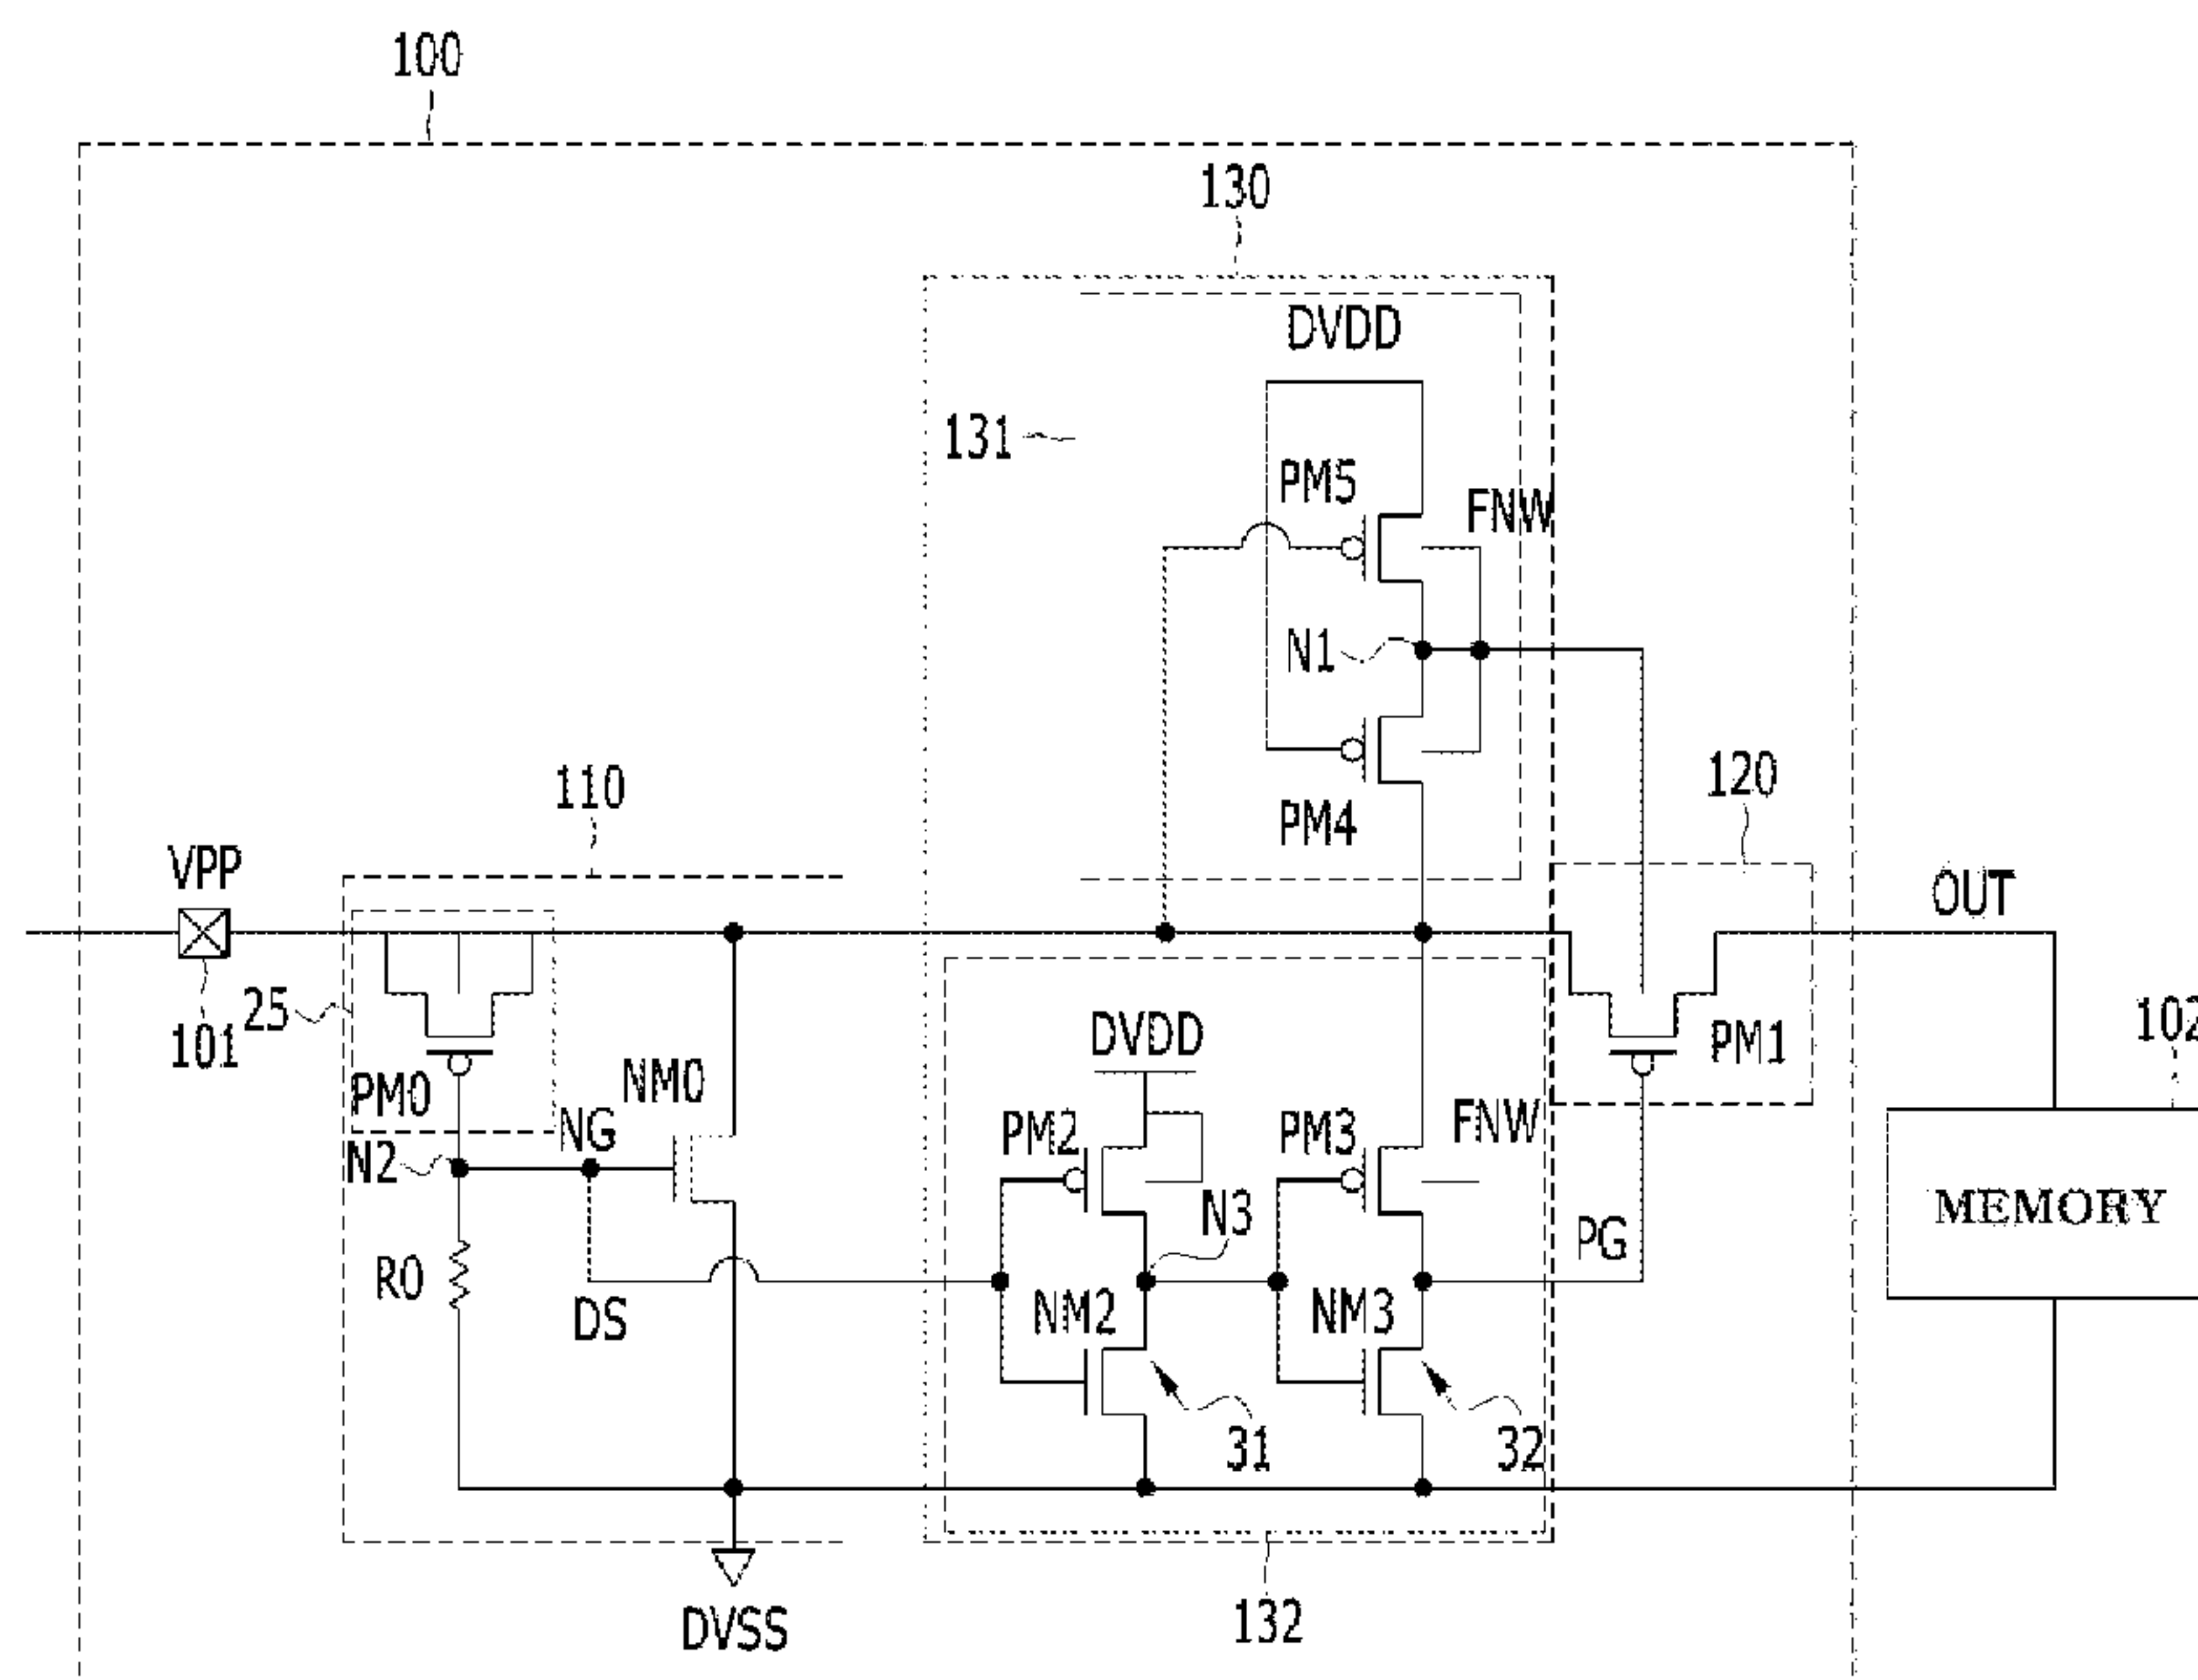 100
130
DVDD
131
PM5
FNW
N1
PM4
110
120
VPP
OUT
25
101
PM0
NM0
NG
N2
DVDD
PM2
PM3
FNW
PM1
102
N3
R0
DS
PG
MEMORY
NM2
NM3
31
32
DVSS
132